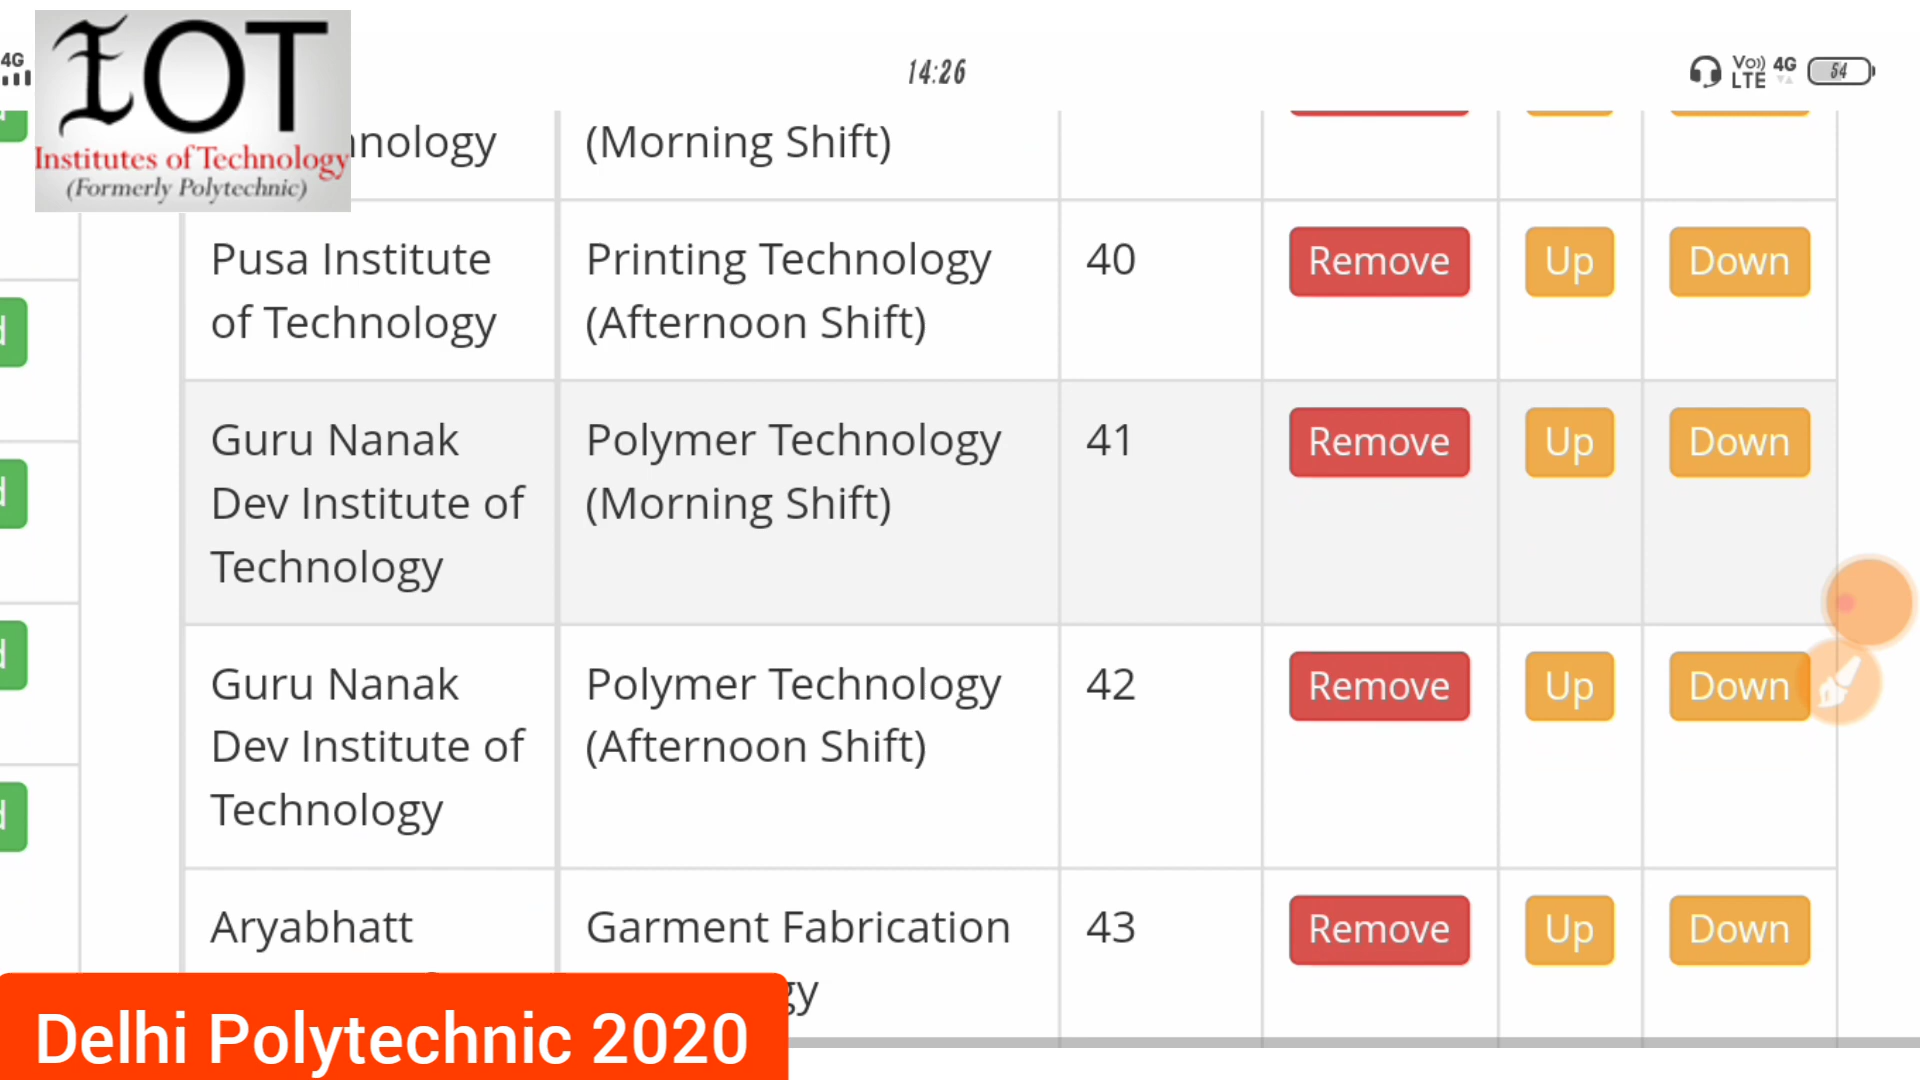 4G
IOT
Institutes of Technology
(Formerly Polytechnic)
14:26
Vo))
LTE
4G
54
(Morning Shift)
Pusa Institute
of Technology
Printing Technology
(Afternoon Shift)
40
Remove
Up
Down
Guru Nanak
Dev Institute of
Technology
Polymer Technology
(Morning Shift)
41
Remove
Up
Down
Guru Nanak
Dev Institute of
Technology
Polymer Technology
(Afternoon Shift)
42
Remove
Up
Down
Aryabhatt
Garment Fabrication
43
Remove
Up
Down
Delhi Polytechnic 2020